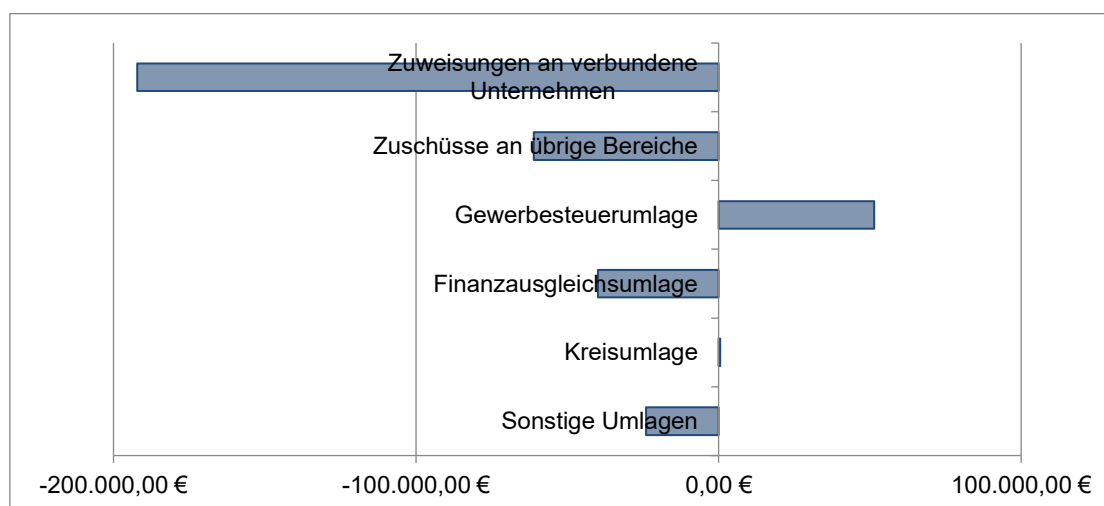 Zuweisungen an verbundene
Unternehmen
Zuschüsse an übrige Bereiche
Gewerbesteuerumlage
Finanzausgleichsumlage
Kreisumlage
Sonstige Umlagen
-200.000,00 € -100.000,00 € 0,00 € 100.000,00 €